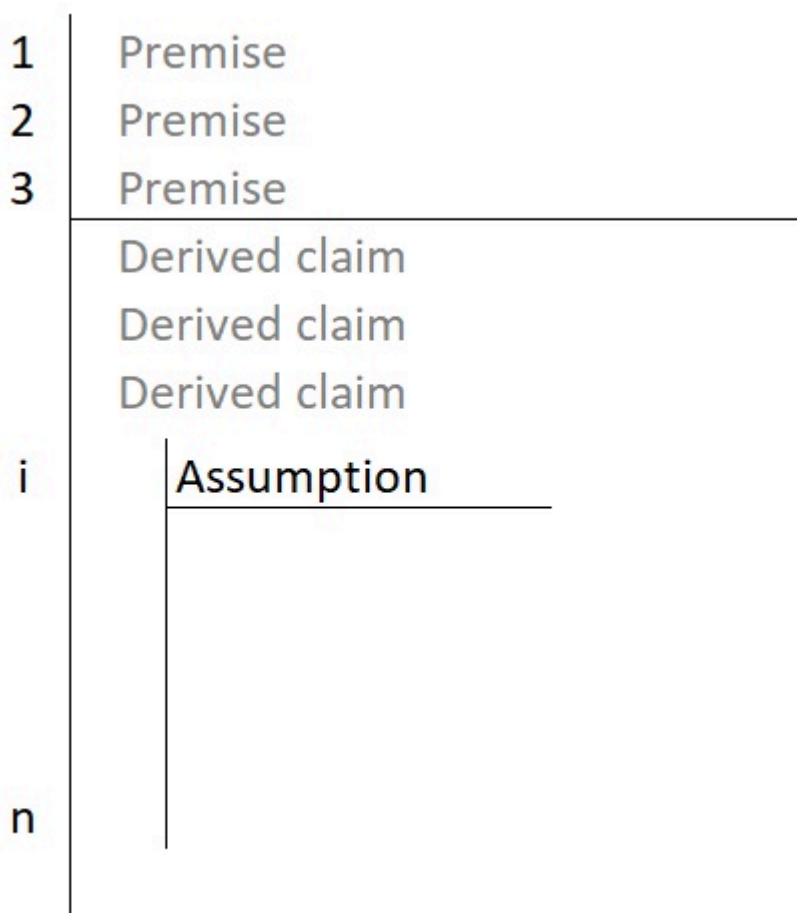 1 Premise
2 Premise
3 Premise
Derived claim
Derived claim
Derived claim
i Assumption
n